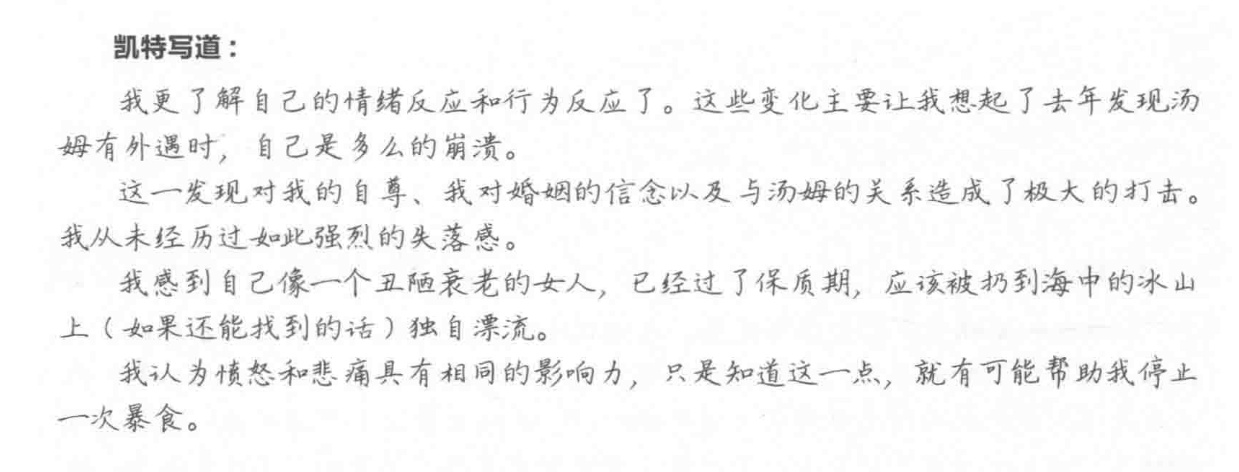 凯特写道：
我更了解自己的情绪反应和行为反应了。这些变化主要让我想起了去年发现汤
姆有外遇时，自己是多么的崩溃。
这一发现对我的自尊、我对婚姻的信念以及与汤姆的关系造成了极大的打击。
我从未经历过如此强烈的失落感。
我感到自己像一个丑陋衰老的女人，已经过了保质期，应该被扔到海中的冰山
上（如果还能找到的话）独自漂流。
我认为愤怒和悲痛具有相同的影响力，只是知道这一点，就有可能帮助我停止
一次暴食。